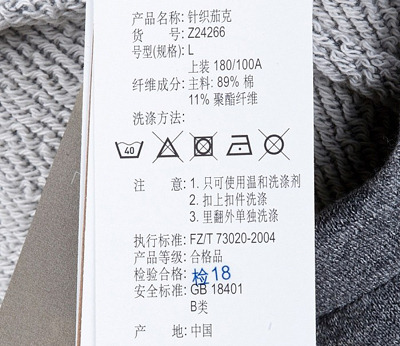 产品名称: 针织茄克
货 号: Z24266
号型(规格): L
上装 180/100A
纤维成分: 主料: 89% 棉
11% 聚酯纤维
洗涤方法:
40
注 意: 1. 只可使用温和洗涤剂
2. 扣上扣件洗涤
3. 里翻外单独洗涤
执行标准: FZ/T 73020-2004
产品等级: 合格品
检验合格: 检18
安全标准: GB 18401
B类
产 地: 中国